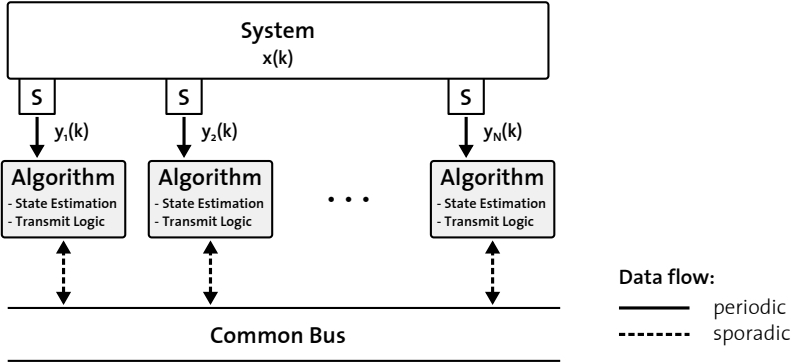 System
x(k)
S S S
y₁(k) y₂(k) yN(k)
Algorithm Algorithm Algorithm
- State Estimation - State Estimation - State Estimation
- Transmit Logic - Transmit Logic - Transmit Logic
• • •
Data flow:
periodic
sporadic
Common Bus